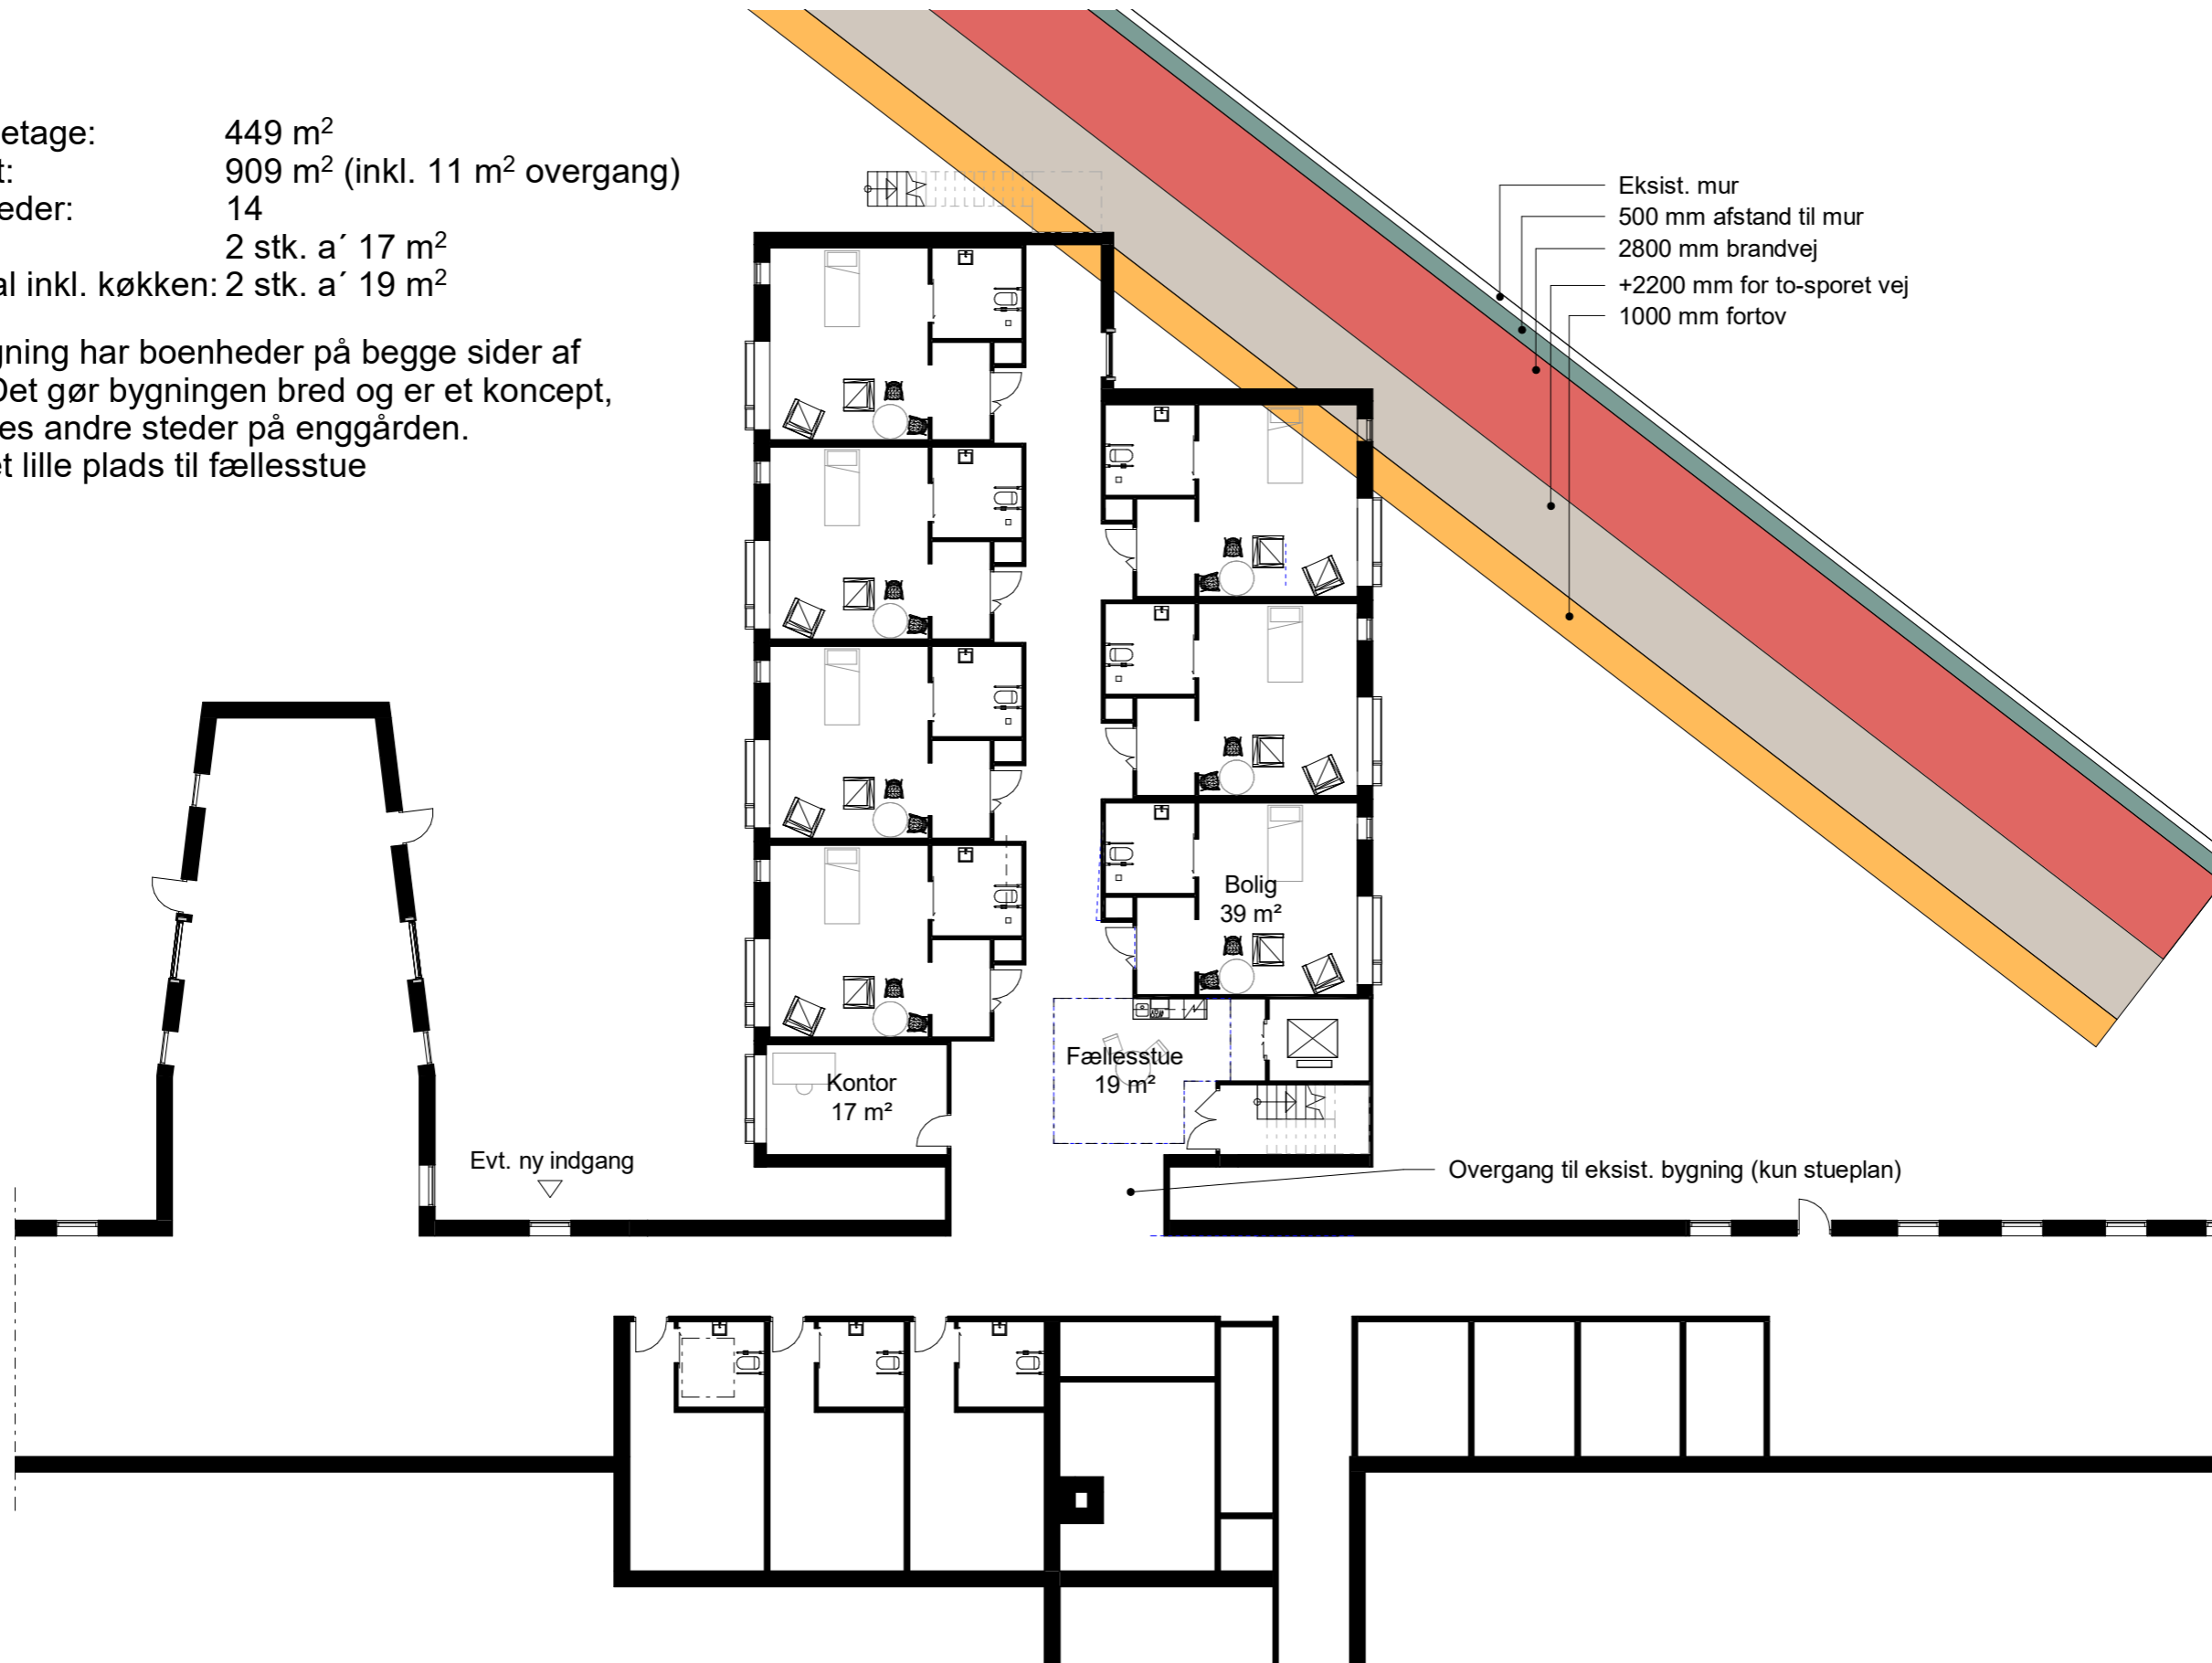 etage: 449 m²
t: 909 m² (inkl. 11 m² overgang)
eder: 14
2 stk. a´ 17 m²
al inkl. køkken: 2 stk. a´ 19 m²
gning har boenheder på begge sider af
Det gør bygningen bred og er et koncept,
es andre steder på enggården.
et lille plads til fællesstue
Eksist. mur
500 mm afstand til mur
2800 mm brandvej
+2200 mm for to-sporet vej
1000 mm fortov
Bolig
39 m²
Fællesstue
19 m²
Kontor
17 m²
Evt. ny indgang
Overgang til eksist. bygning (kun stueplan)